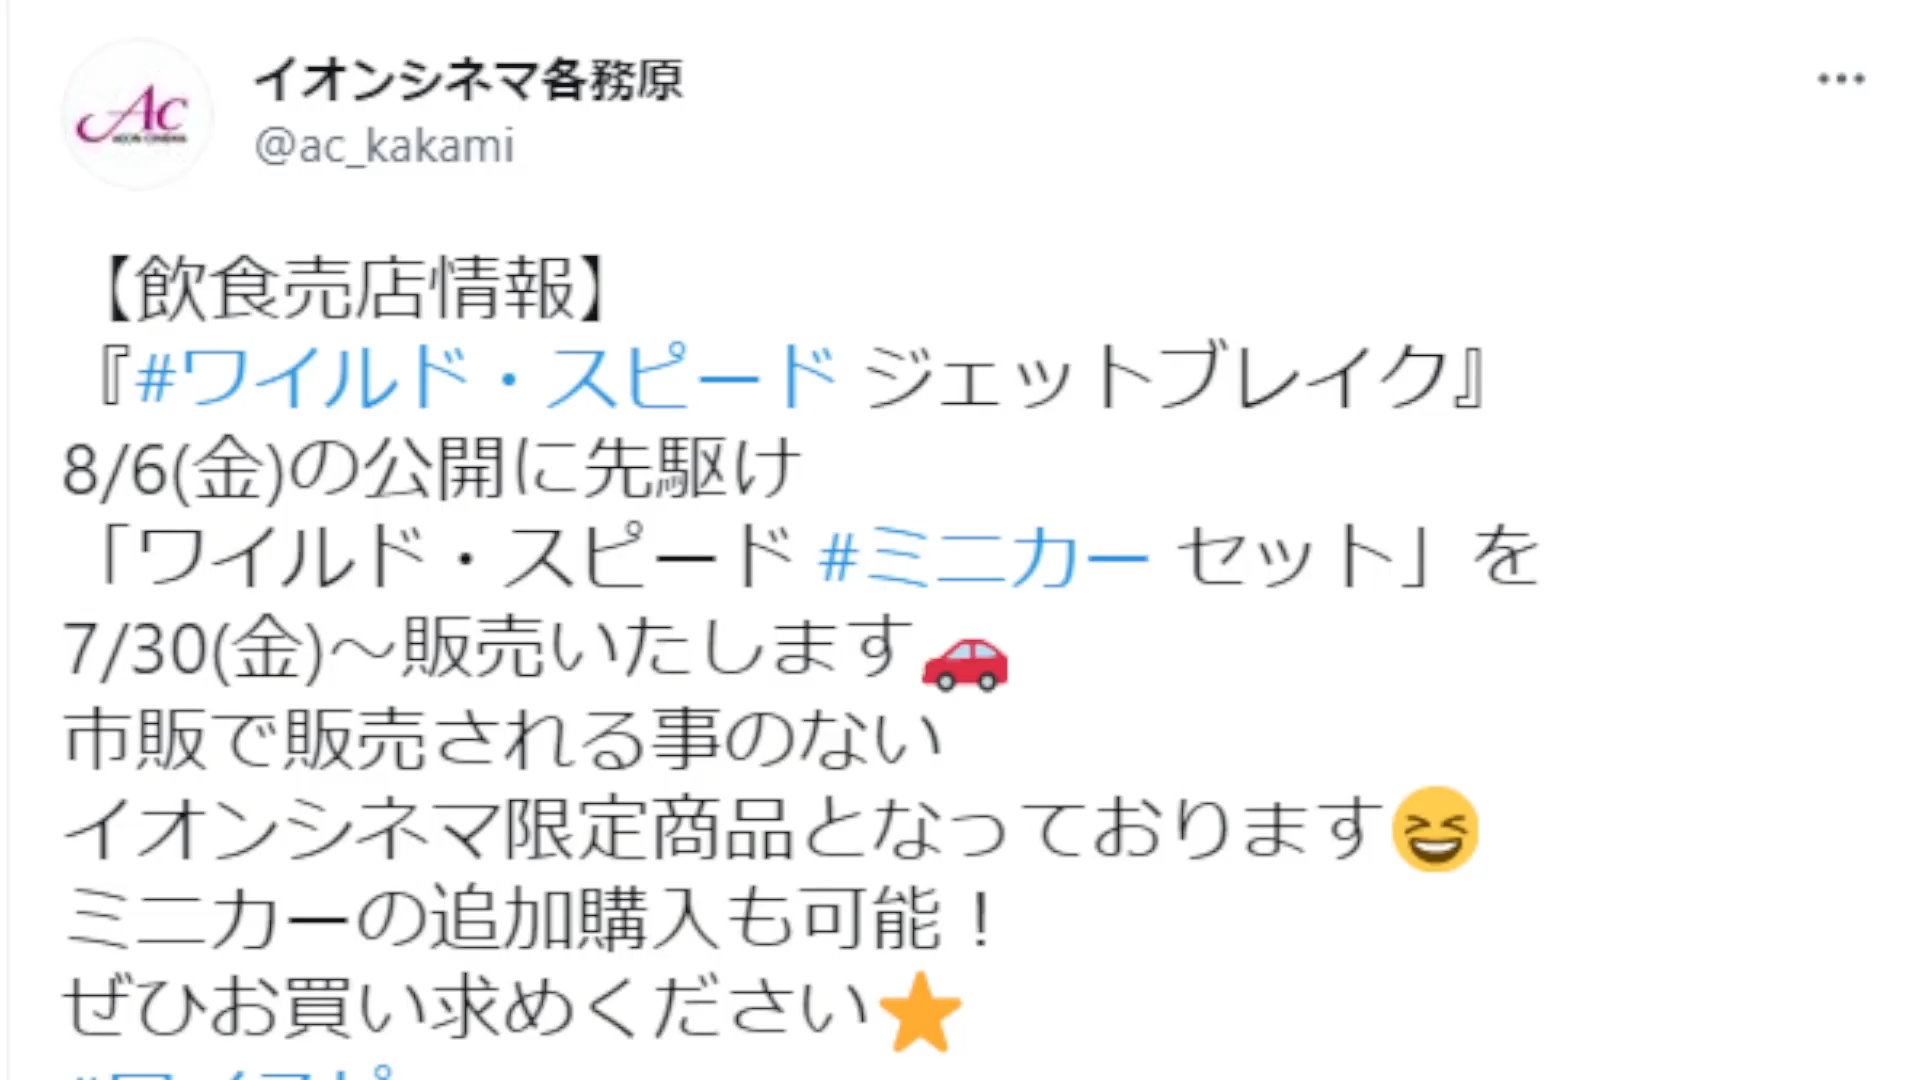 イオンシネマ各務原
@ac_kakami
【飲食売店情報】
『#ワイルド・スピード ジェットブレイク』
8/6(金)の公開に先駆け
「ワイルド・スピード #ミニカー セット」を
7/30(金)～販売いたします🚗
市販で販売される事のない
イオンシネマ限定商品となっております😆
ミニカーの追加購入も可能！
ぜひお買い求めください⭐